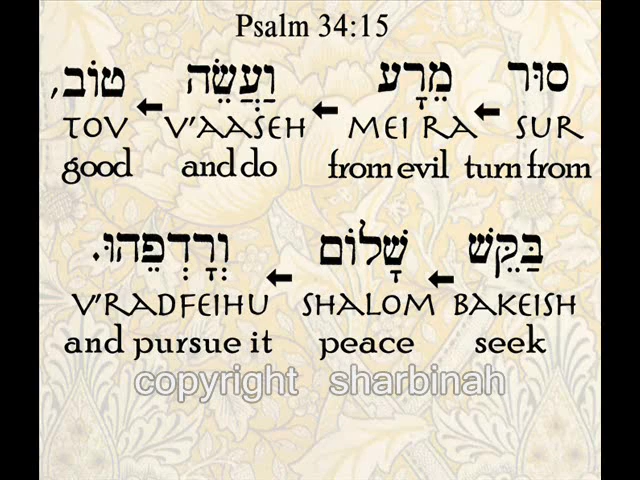 Psalm 34:15
סוּר מֵרָע וַעֲשֵׂה טוֹב,
TOV V'AASEH MEI RA SUR
good and do from evil turn from
בַּקֵּשׁ שָׁלוֹם וְרָדְפֵהוּ.
V'RADFEIHU SHALOM BAKEISH
and pursue it peace seek
copyright sharbinah